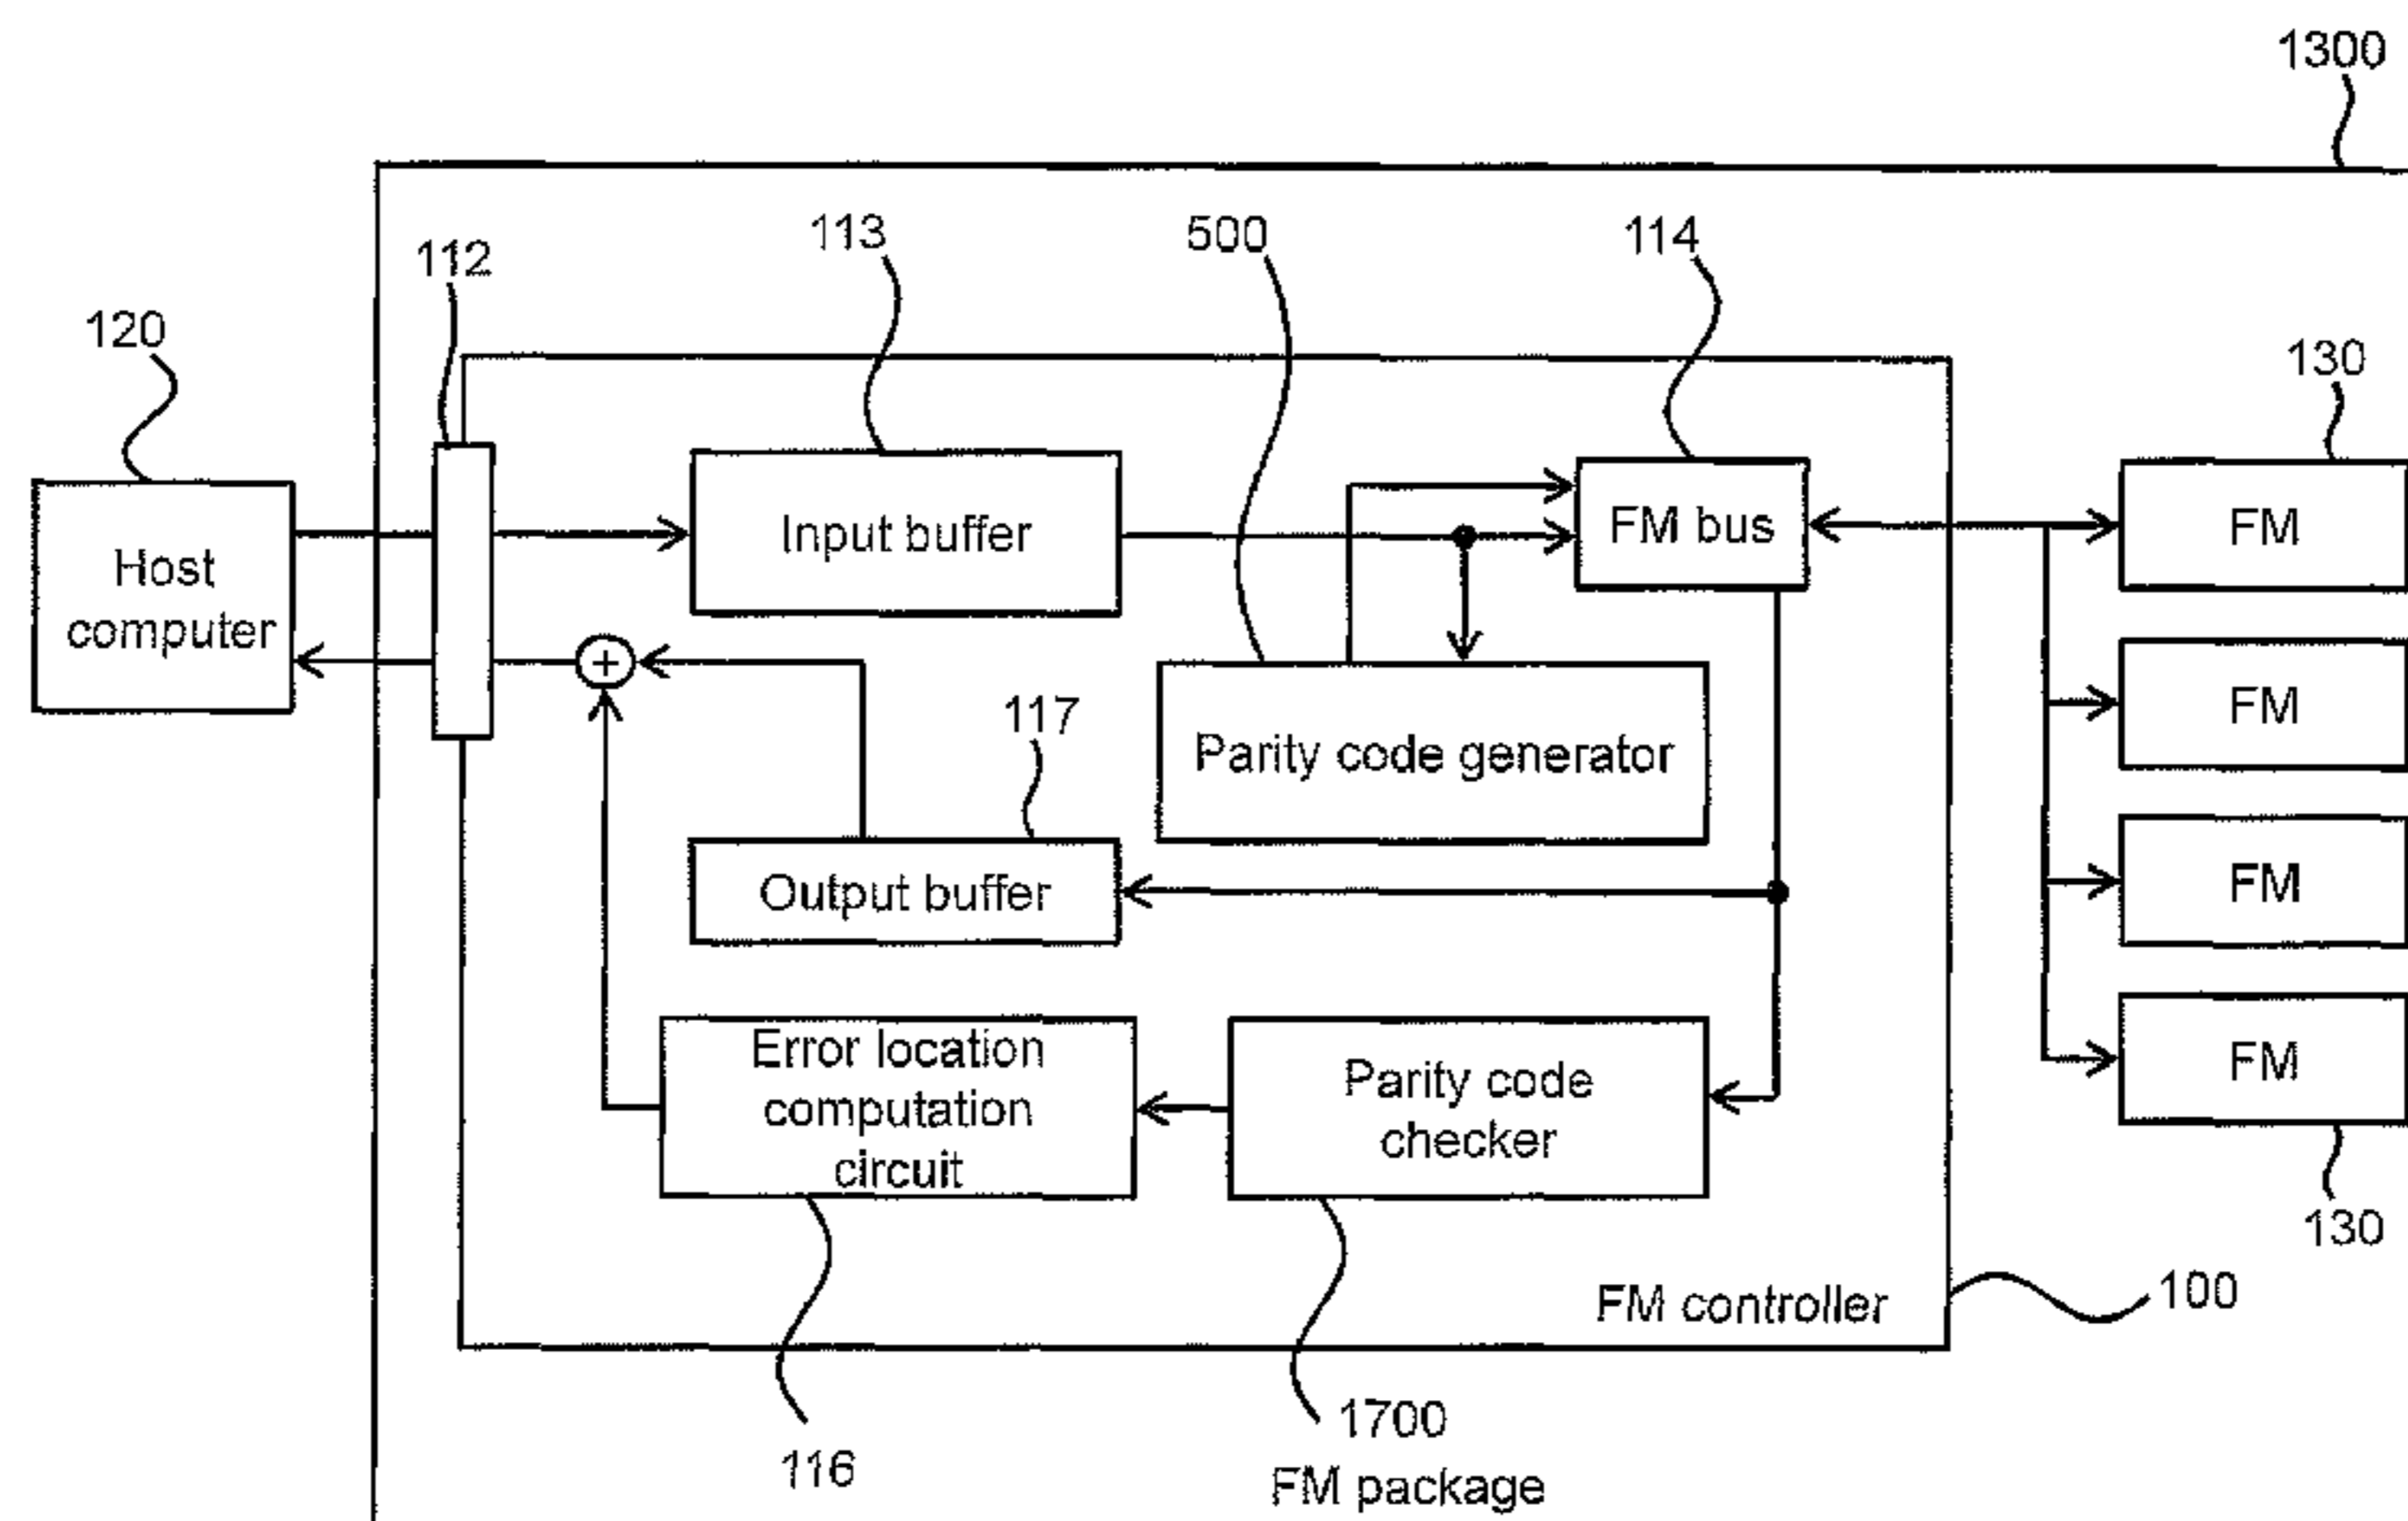 1300
113
500
114
112
120
130
Host
computer
Input buffer
FM bus
FM
+
FM
117
Parity code generator
Output buffer
FM
Error location
computation
circuit
Parity code
checker
FM
130
FM controller
100
1700
116
FM package